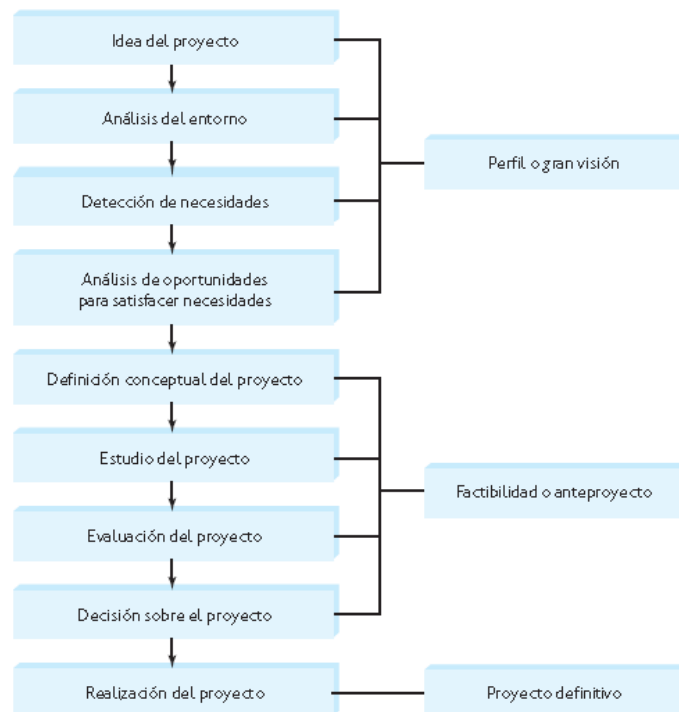 Idea del proyecto
Análisis del entorno
Perfil o gran visión
Detección de necesidades
Análisis de oportunidades
para satisfacer necesidades
Definición conceptual del proyecto
Estudio del proyecto
Factibilidad o anteproyecto
Evaluación del proyecto
Decisión sobre el proyecto
Realización del proyecto
Proyecto definitivo